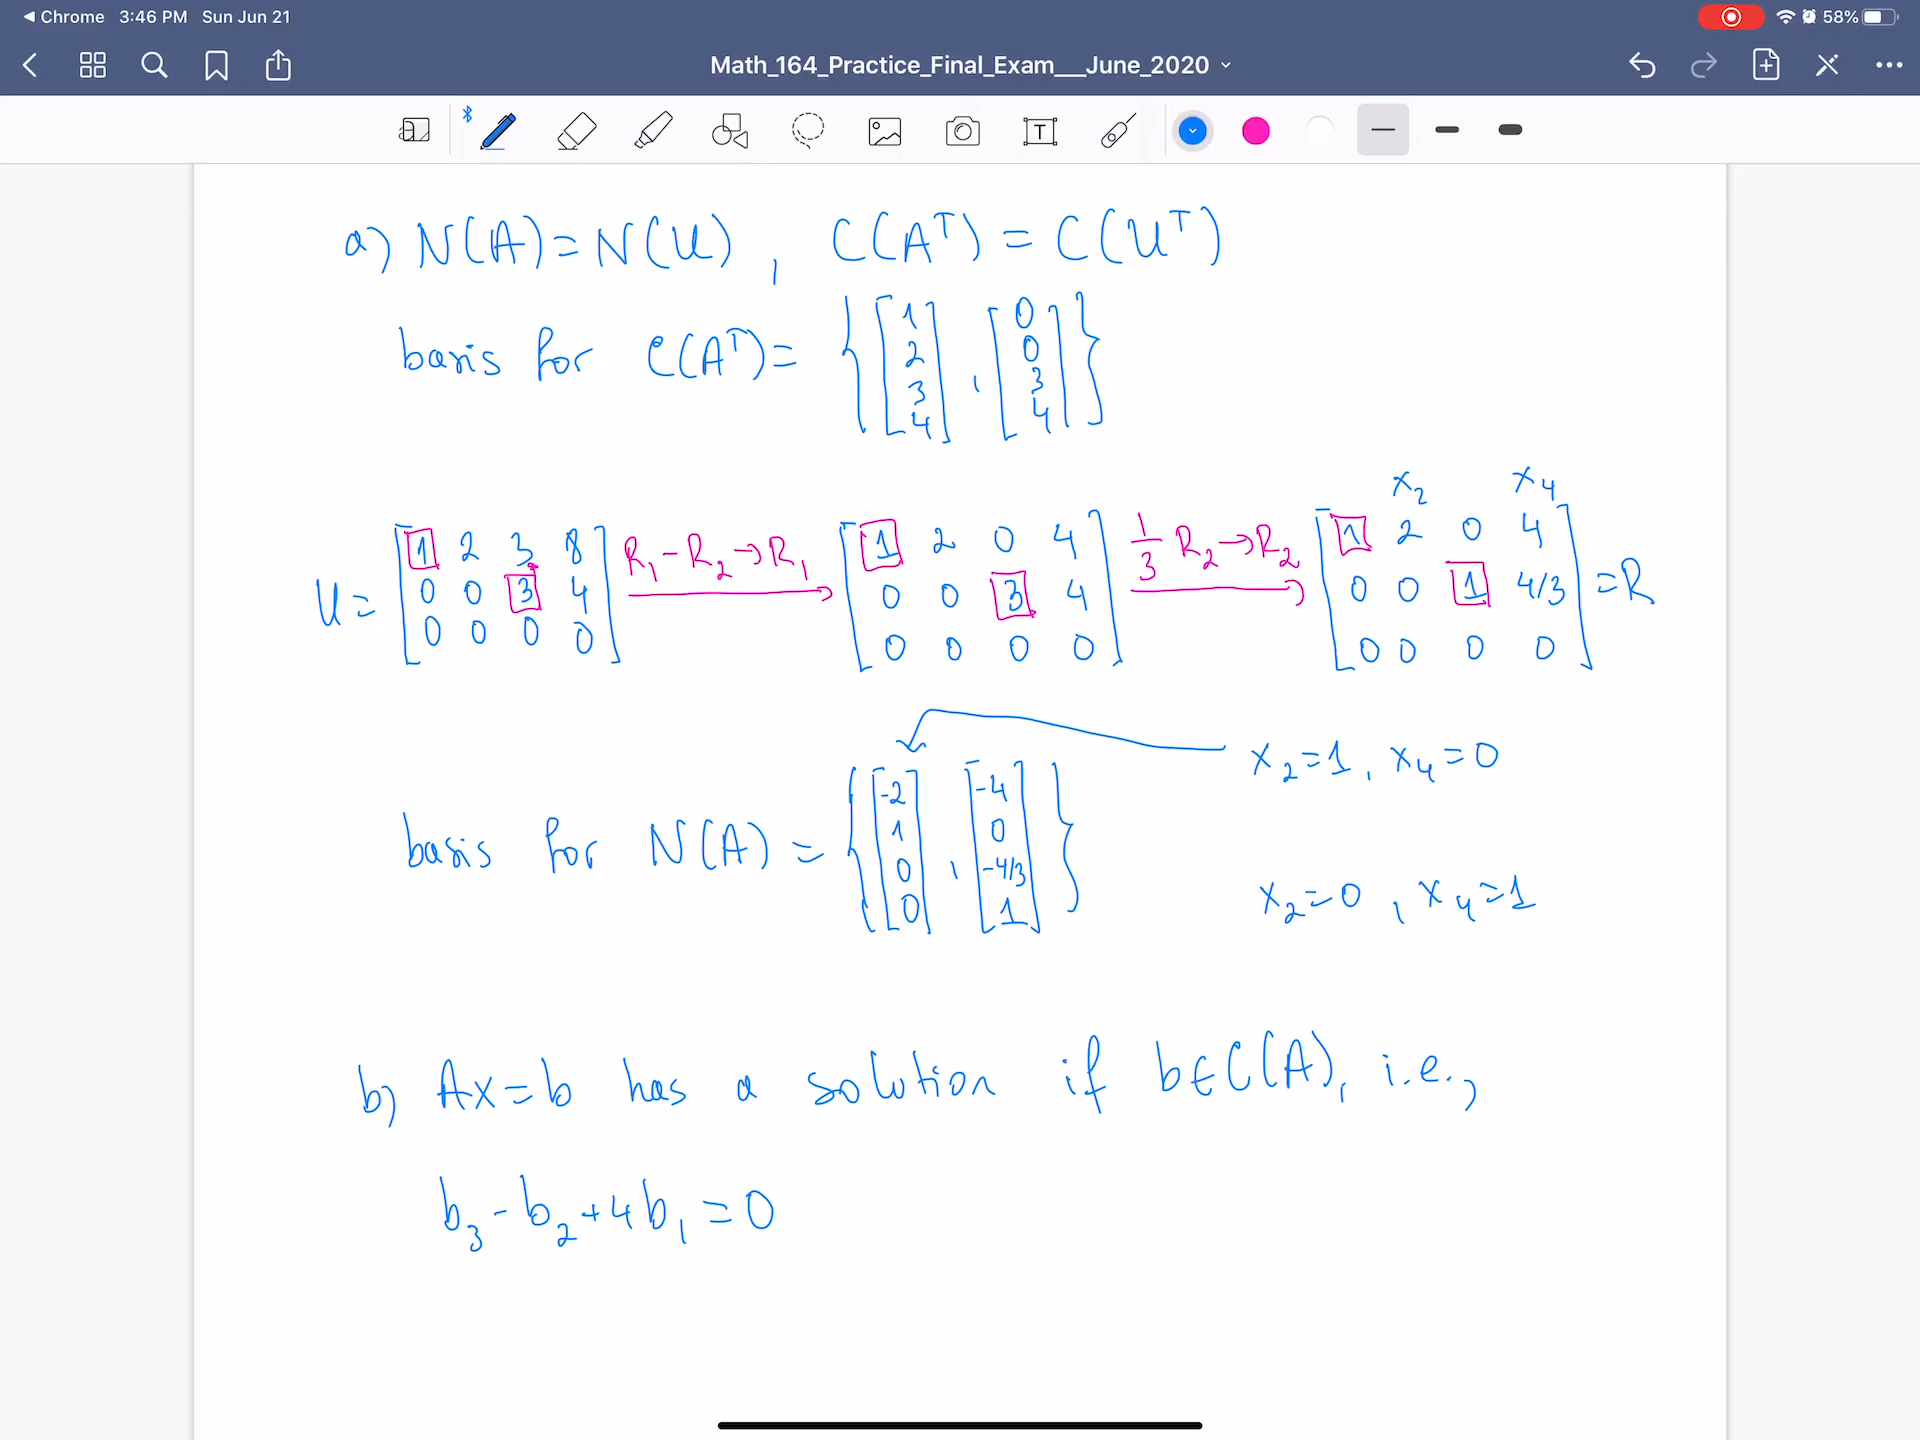 Chrome 3:46 PM Sun Jun 21 58%
Math_164_Practice_Final_Exam___June_2020
a) N(A)=N(U), C(Aᵀ) = C(Uᵀ)
basis for C(Aᵀ)= { [1 2 3 4], [0 0 3 4] }
x₂ x₄
U= [1 2 3 8; 0 0 3 4; 0 0 0 0] R₁-R₂→R₁ [1 2 0 4; 0 0 3 4; 0 0 0 0] 1/3 R₂→R₂ [1 2 0 4; 0 0 1 4/3; 0 0 0 0] =R
x₂=1, x₄=0
basis for N(A) = { [-2 1 0 0], [-4 0 -4/3 1] }
x₂=0, x₄=1
b) Ax=b has a solution if b∈C(A), i.e.,
b₃-b₂+4b₁=0